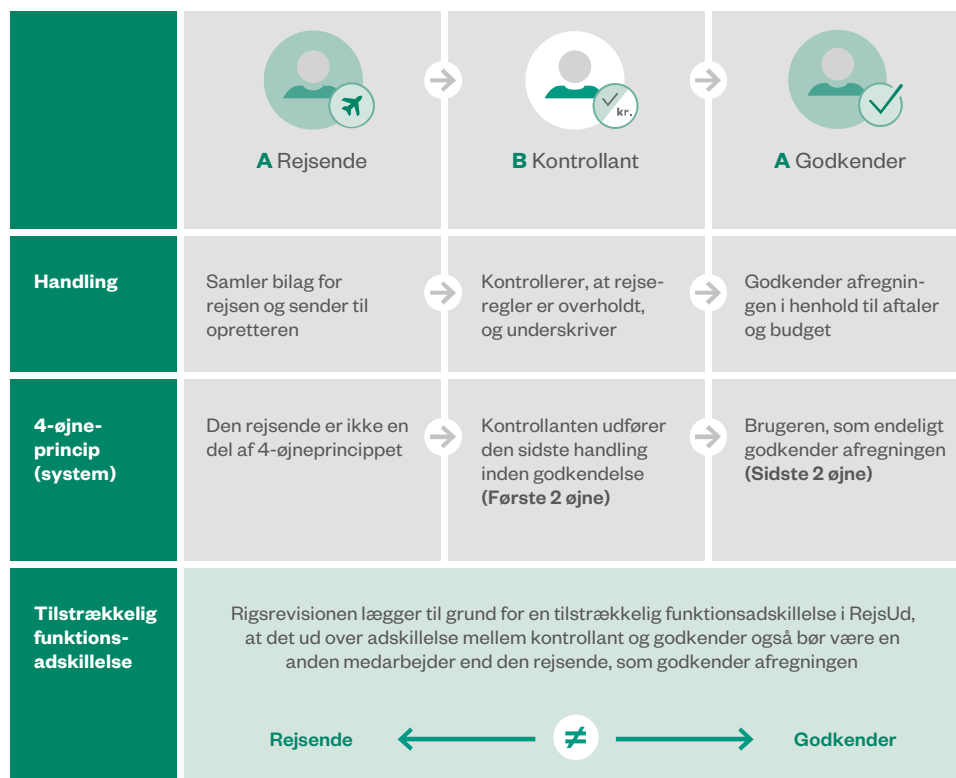 kr.
A Rejsende
B Kontrollant
A Godkender
Handling
Samler bilag for
rejsen og sender til
opretteren
Kontrollerer, at rejse-
regler er overholdt,
og underskriver
Godkender afregnin-
gen i henhold til aftaler
og budget
4-øjne-
princip
(system)
Den rejsende er ikke en
del af 4-øjneprincippet
Kontrollanten udfører
den sidste handling
inden godkendelse
(Første 2 øjne)
Brugeren, som endeligt
godkender afregningen
(Sidste 2 øjne)
Tilstrækkelig
funktions-
adskillelse
Rigsrevisionen lægger til grund for en tilstrækkelig funktionsadskillelse i RejsUd,
at det ud over adskillelse mellem kontrollant og godkender også bør være en
anden medarbejder end den rejsende, som godkender afregningen
Rejsende ≠ Godkender